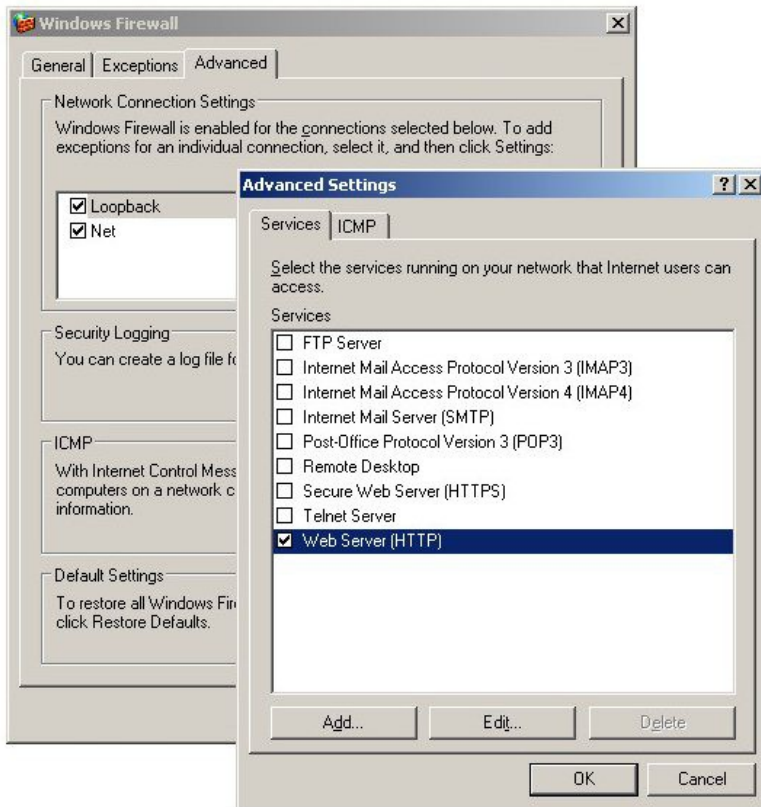 Windows Firewall
General
Exceptions
Advanced
Network Connection Settings
Windows Firewall is enabled for the connections selected below. To add
exceptions for an individual connection, select it, and then click Settings:
Loopback
Net
Security Logging
You can create a log file
ICMP
With Internet Control
computers on a network
information.
Default Settings
To restore all Windows
click Restore Defaults.
Advanced Settings
Services
ICMP
Select the services running on your network that Internet users can
access.
Services
FTP Server
Internet Mail Access Protocol Version 3 (IMAP3)
Internet Mail Access Protocol Version 4 (IMAP4)
Internet Mail Server (SMTP)
Post-Office Protocol Version 3 (POP3)
Remote Desktop
Secure Web Server (HTTPS)
Telnet Server
Web Server (HTTP)
Add...
Edit...
Delete
OK
Cancel